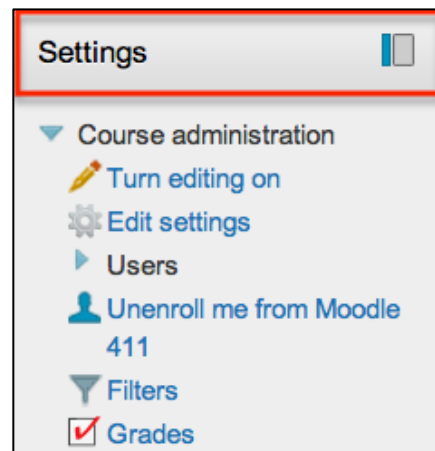 Settings
Course administration
Turn editing on
Edit settings
Users
Unenroll me from Moodle
411
Filters
Grades